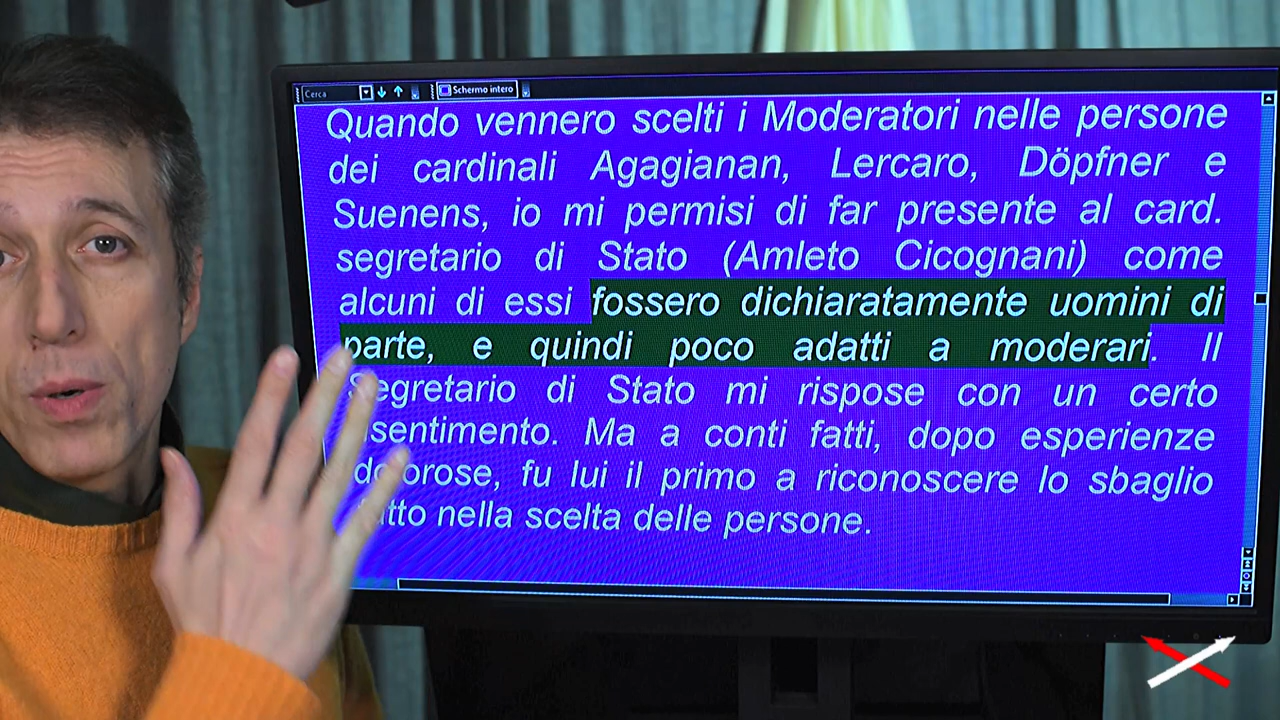 Cerca
Schermo intero
Quando vennero scelti i Moderatori nelle persone
dei cardinali Agagianan, Lercaro, Döpfner e
Suenens, io mi permisi di far presente al card.
segretario di Stato (Amleto Cicognani) come
alcuni di essi fossero dichiaratamente uomini di
parte, e quindi poco adatti a moderari. Il
Segretario di Stato mi rispose con un certo
sentimento. Ma a conti fatti, dopo esperienze
dolorose, fu lui il primo a riconoscere lo sbaglio
fatto nella scelta delle persone.